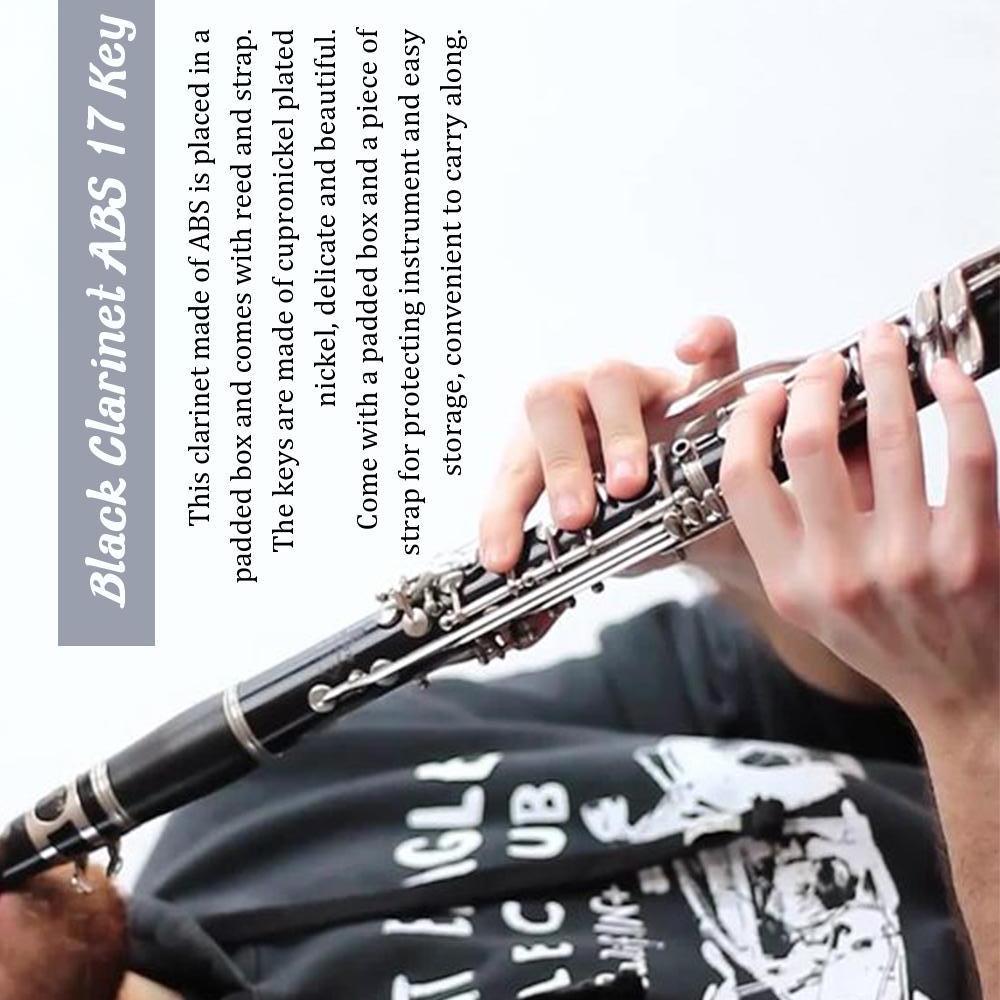 Black Clarinet ABS 17 Key
This clarinet made of ABS is placed in a
padded box and comes with reed and strap.
The keys are made of cupronickel plated
nickel, delicate and beautiful.
Come with a padded box and a piece of
strap for protecting instrument and easy
storage, convenient to carry along.
UB